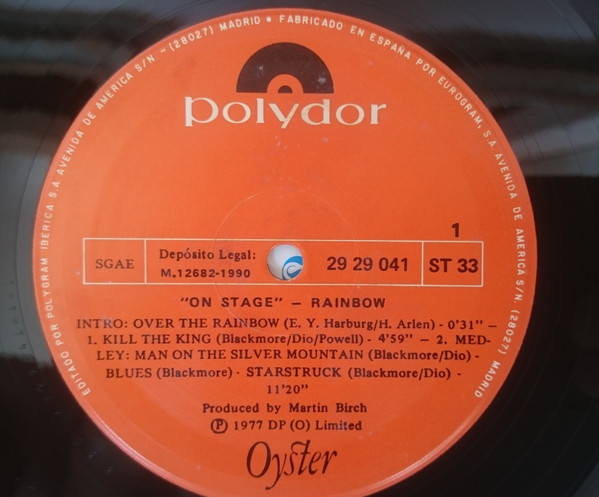 EDITADO POR POLYGRAM IBERICA S.A. AVENIDA DE AMERICA S/N - (28027) MADRID • FABRICADO EN ESPAÑA POR EUROGRAM, S.A. AVENIDA DE AMERICA S/N. (28027) MADRID
polydor
1
SGAE
Depósito Legal:
M.12682-1990
29 29 041
ST 33
"ON STAGE" – RAINBOW
INTRO: OVER THE RAINBOW (E. Y. Harburg/H. Arlen) - 0'31" –
1. KILL THE KING (Blackmore/Dio/Powell) - 4'59" – 2. MED-
LEY: MAN ON THE SILVER MOUNTAIN (Blackmore/Dio) -
BLUES (Blackmore) - STARSTRUCK (Blackmore/Dio) -
11'20"
Produced by Martin Birch
Ⓟ 1977 DP (O) Limited
Oyster